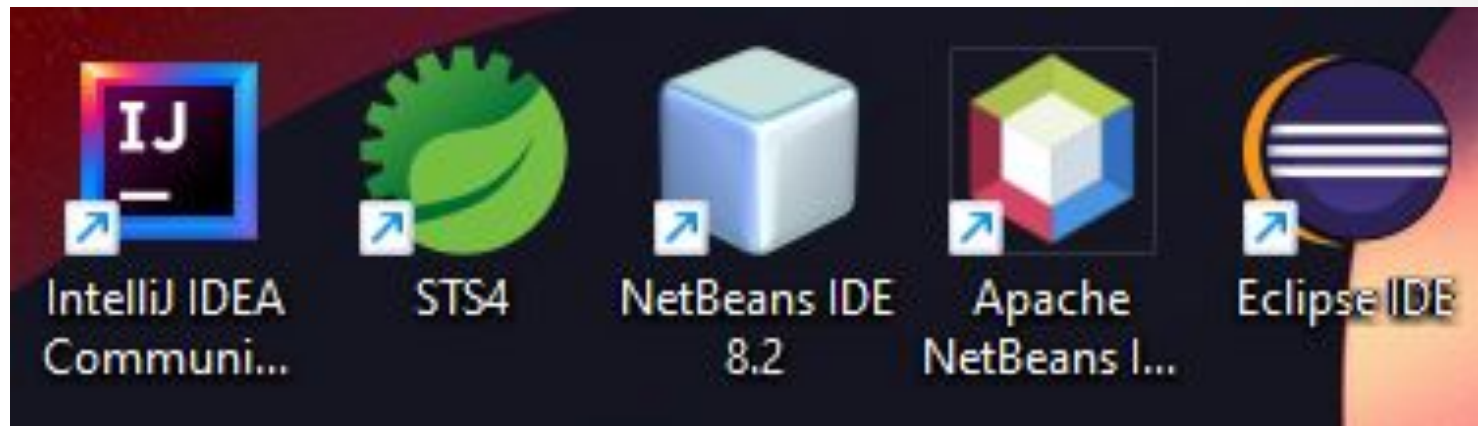 IJ
IntelliJ IDEA
Communi...
STS4
NetBeans IDE
8.2
Apache
NetBeans I...
Eclipse IDE